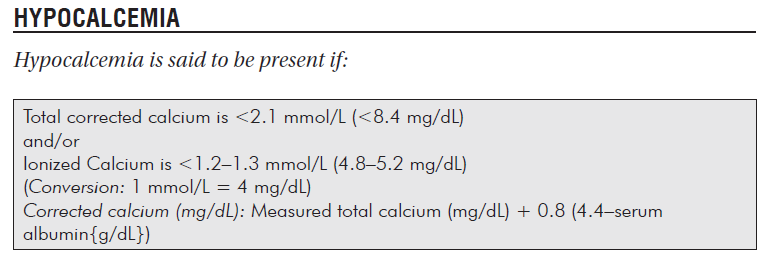 HYPOCALCEMIA
Hypocalcemia is said to be present if:
Total corrected calcium is <2.1 mmol/L (<8.4 mg/dL)
and/or
Ionized Calcium is <1.2–1.3 mmol/L (4.8–5.2 mg/dL)
(Conversion: 1 mmol/L = 4 mg/dL)
Corrected calcium (mg/dL): Measured total calcium (mg/dL) + 0.8 (4.4–serum
albumin{g/dL})